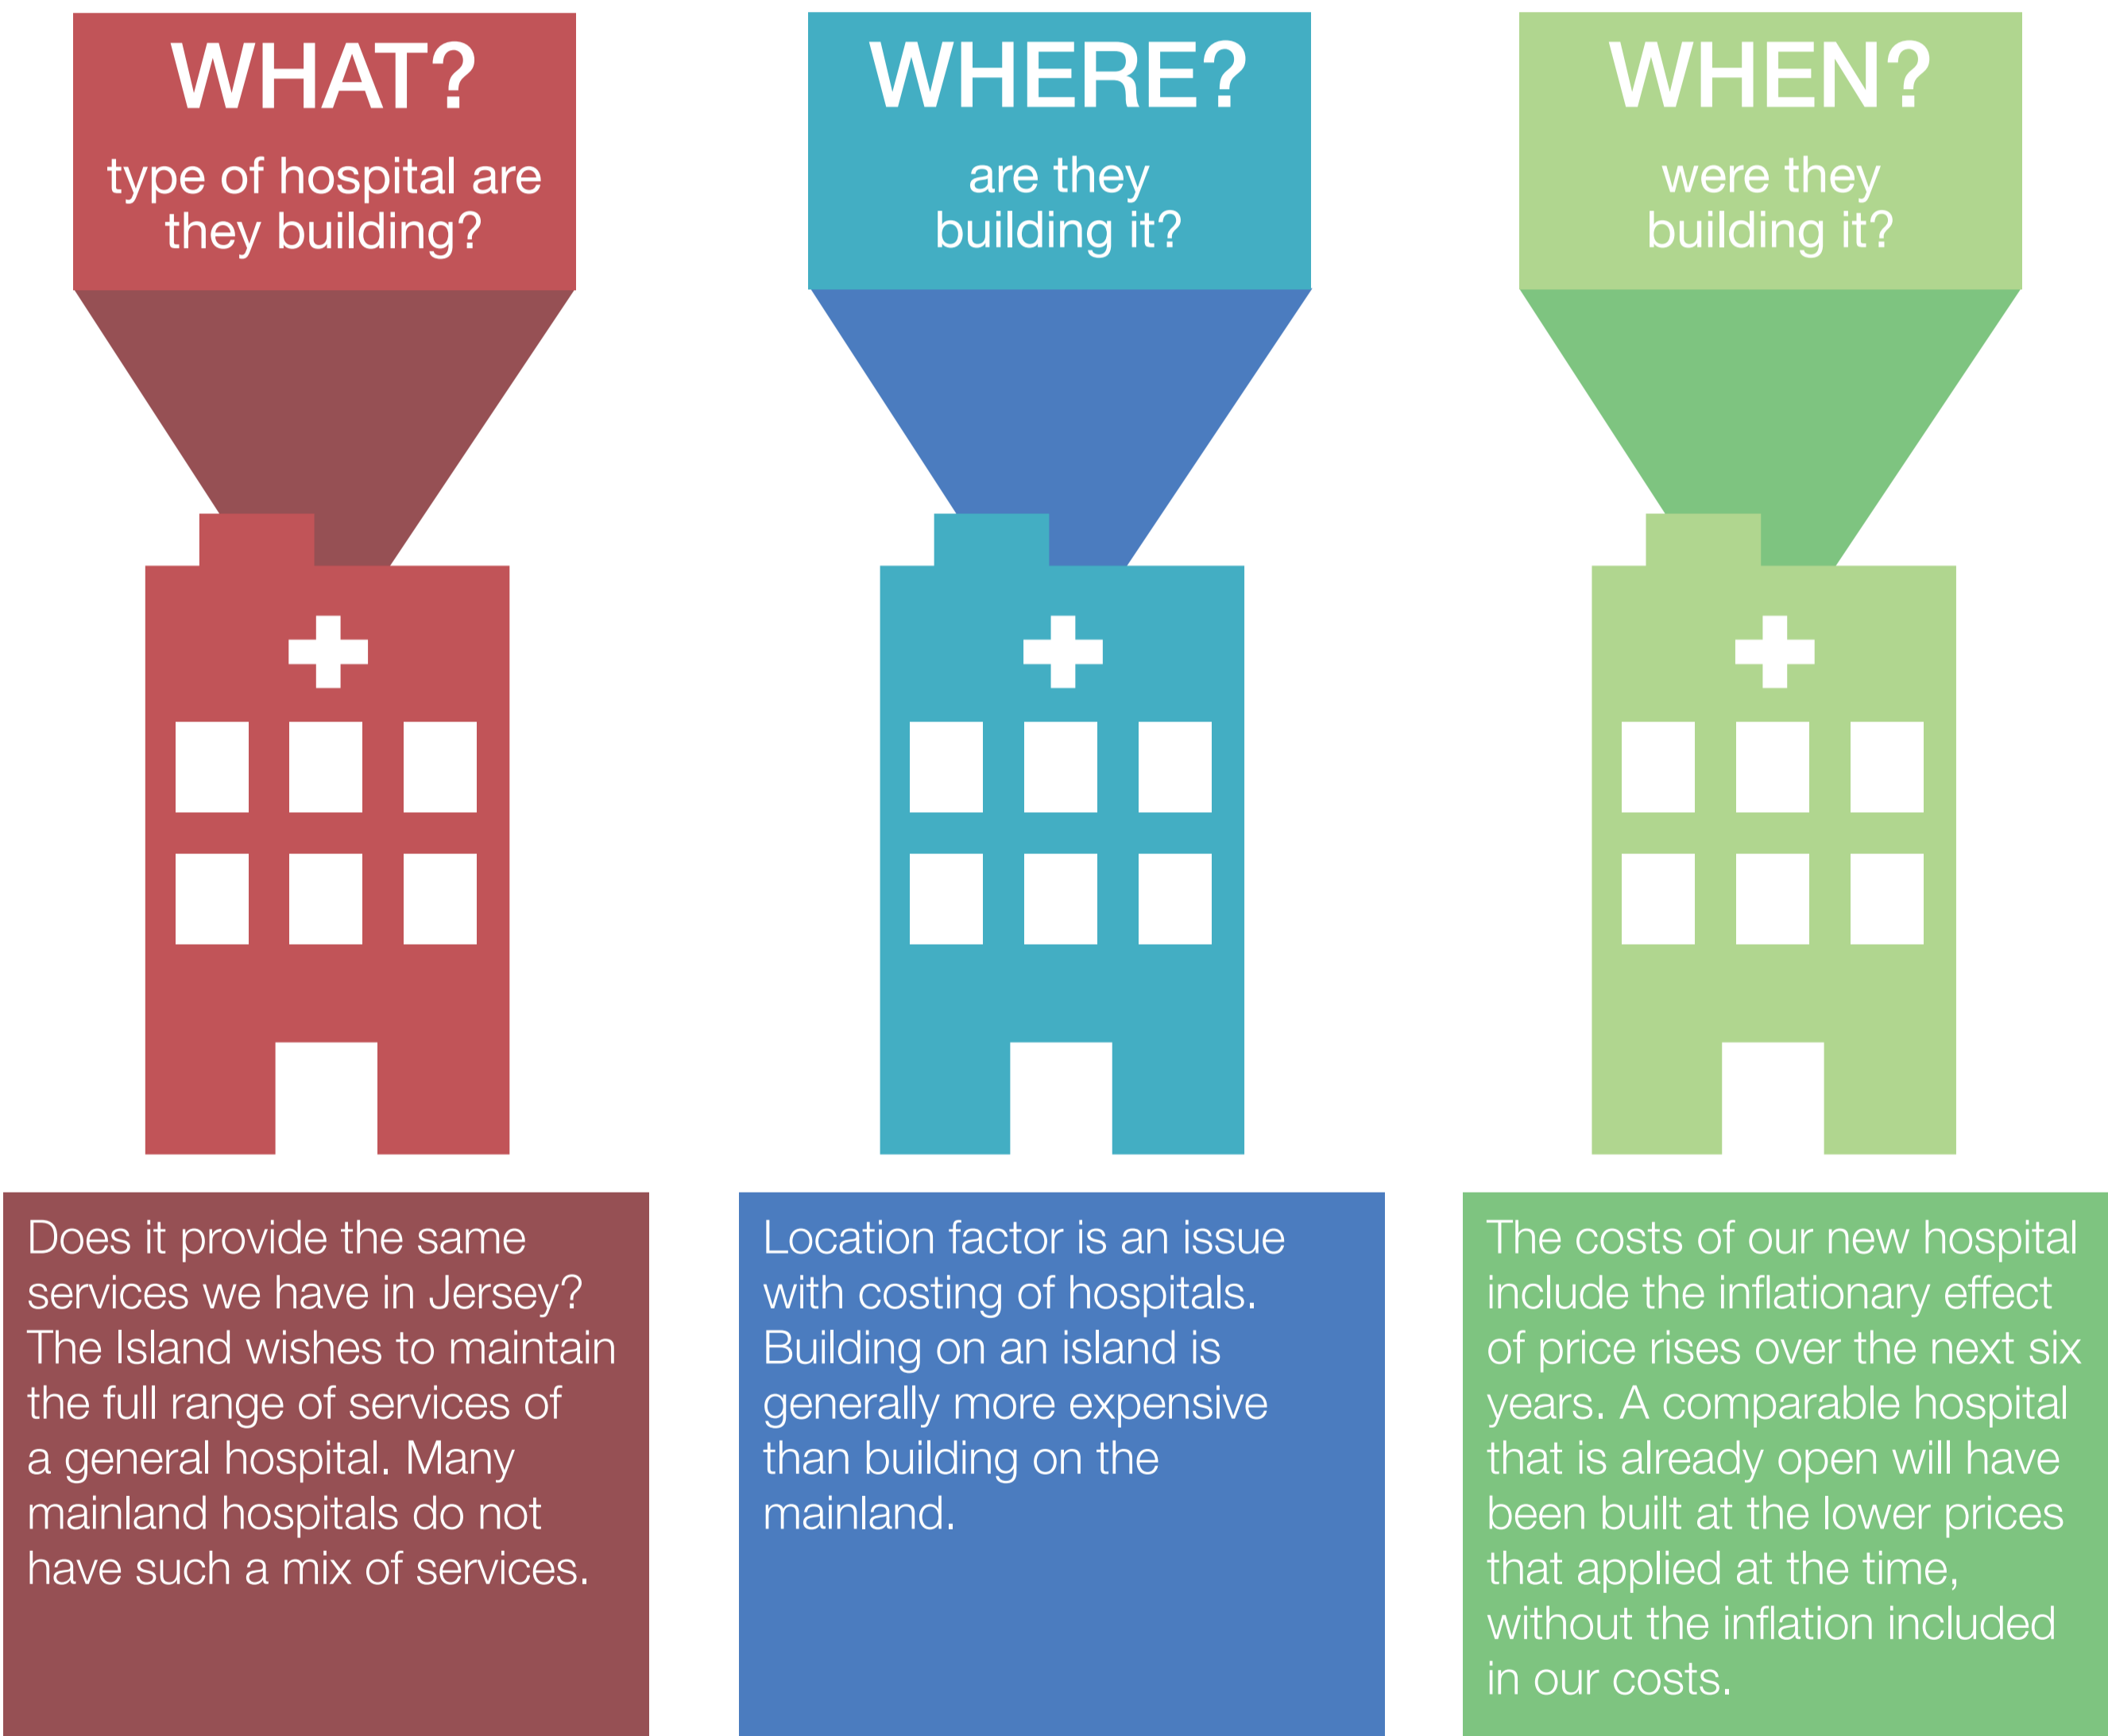 WHAT?
type of hospital are
they building?
WHERE?
are they
building it?
WHEN?
were they
building it?
Does it provide the same
services we have in Jersey?
The Island wishes to maintain
the full range of services of
a general hospital. Many
mainland hospitals do not
have such a mix of services.
Location factor is an issue
with costing of hospitals.
Building on an island is
generally more expensive
than building on the
mainland.
The costs of our new hospital
include the inflationary effect
of price rises over the next six
years. A comparable hospital
that is already open will have
been built at the lower prices
that applied at the time,
without the inflation included
in our costs.